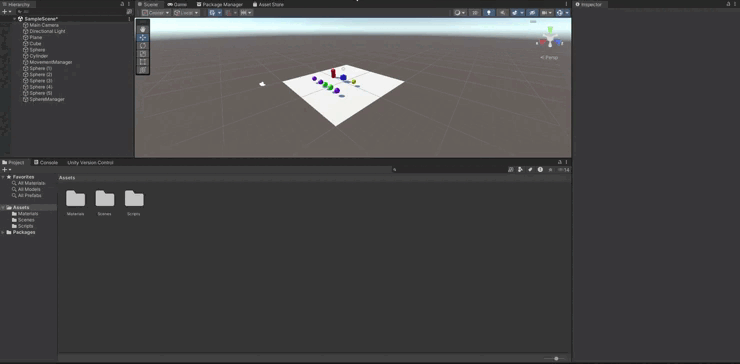 Hierarchy
All
SampleScene*
Main Camera
Directional Light
Plane
Cube
Sphere
Cylinder
MovementManager
Sphere (1)
Sphere (2)
Sphere (3)
Sphere (4)
Sphere (5)
SphereManager
Scene Game Package Manager Asset Store
Center Local
Persp
Inspector
Project Console Unity Version Control
14
Favorites
All Materials
All Models
All Prefabs
Assets
Materials
Scenes
Scripts
Packages
Assets
Materials Scenes Scripts